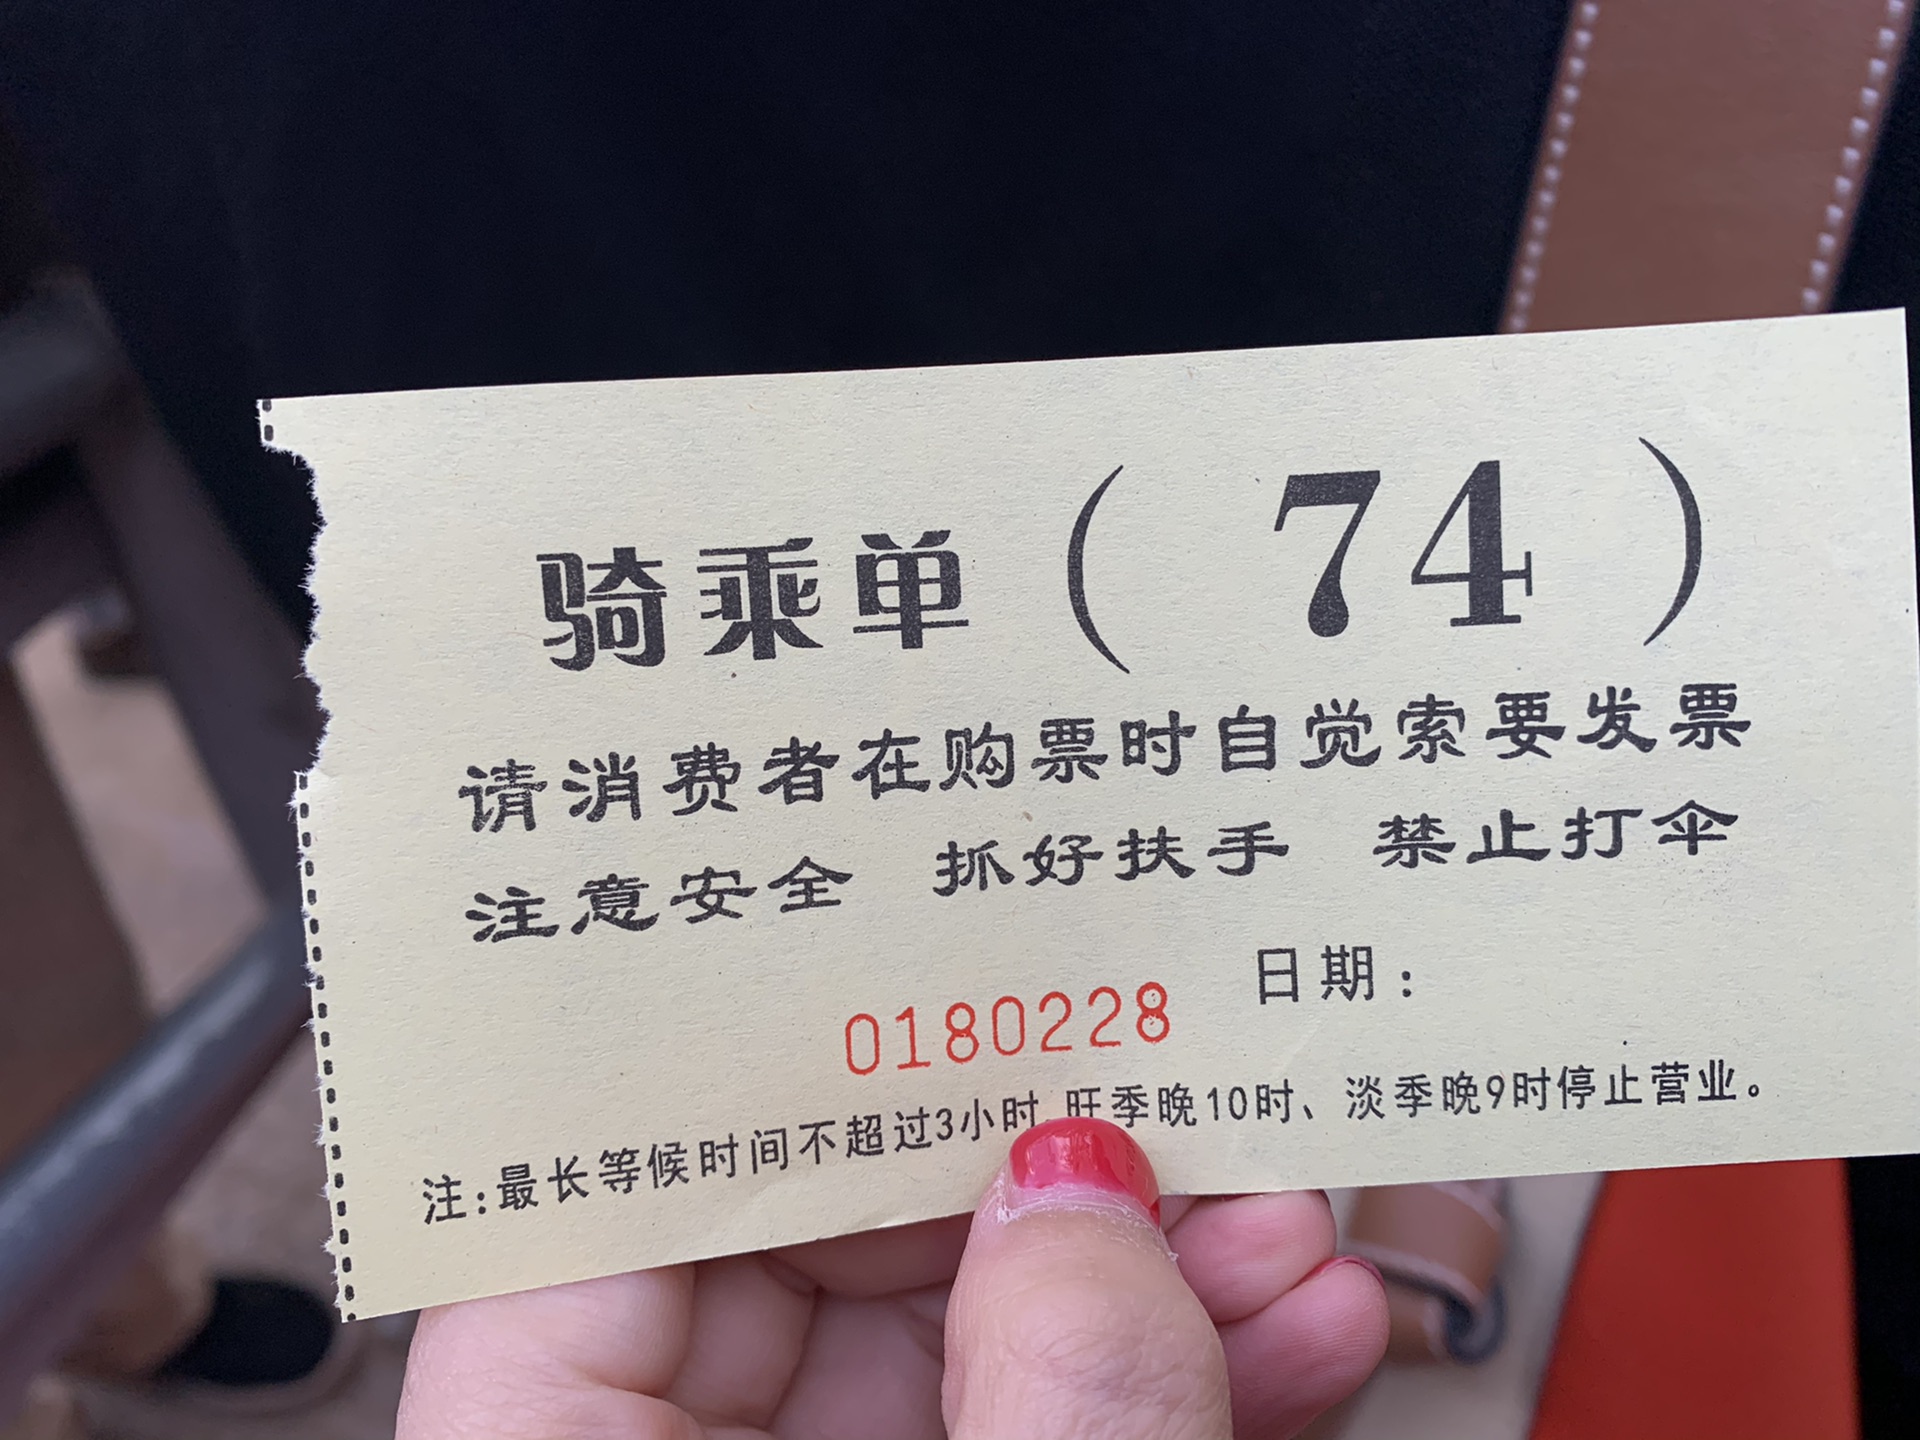 骑乘单（ 74 ）
请消费者在购票时自觉索要发票
注意安全 抓好扶手 禁止打伞
日期：
0180228
注：最长等候时间不超过3小时 旺季晚10时、淡季晚9时停止营业。